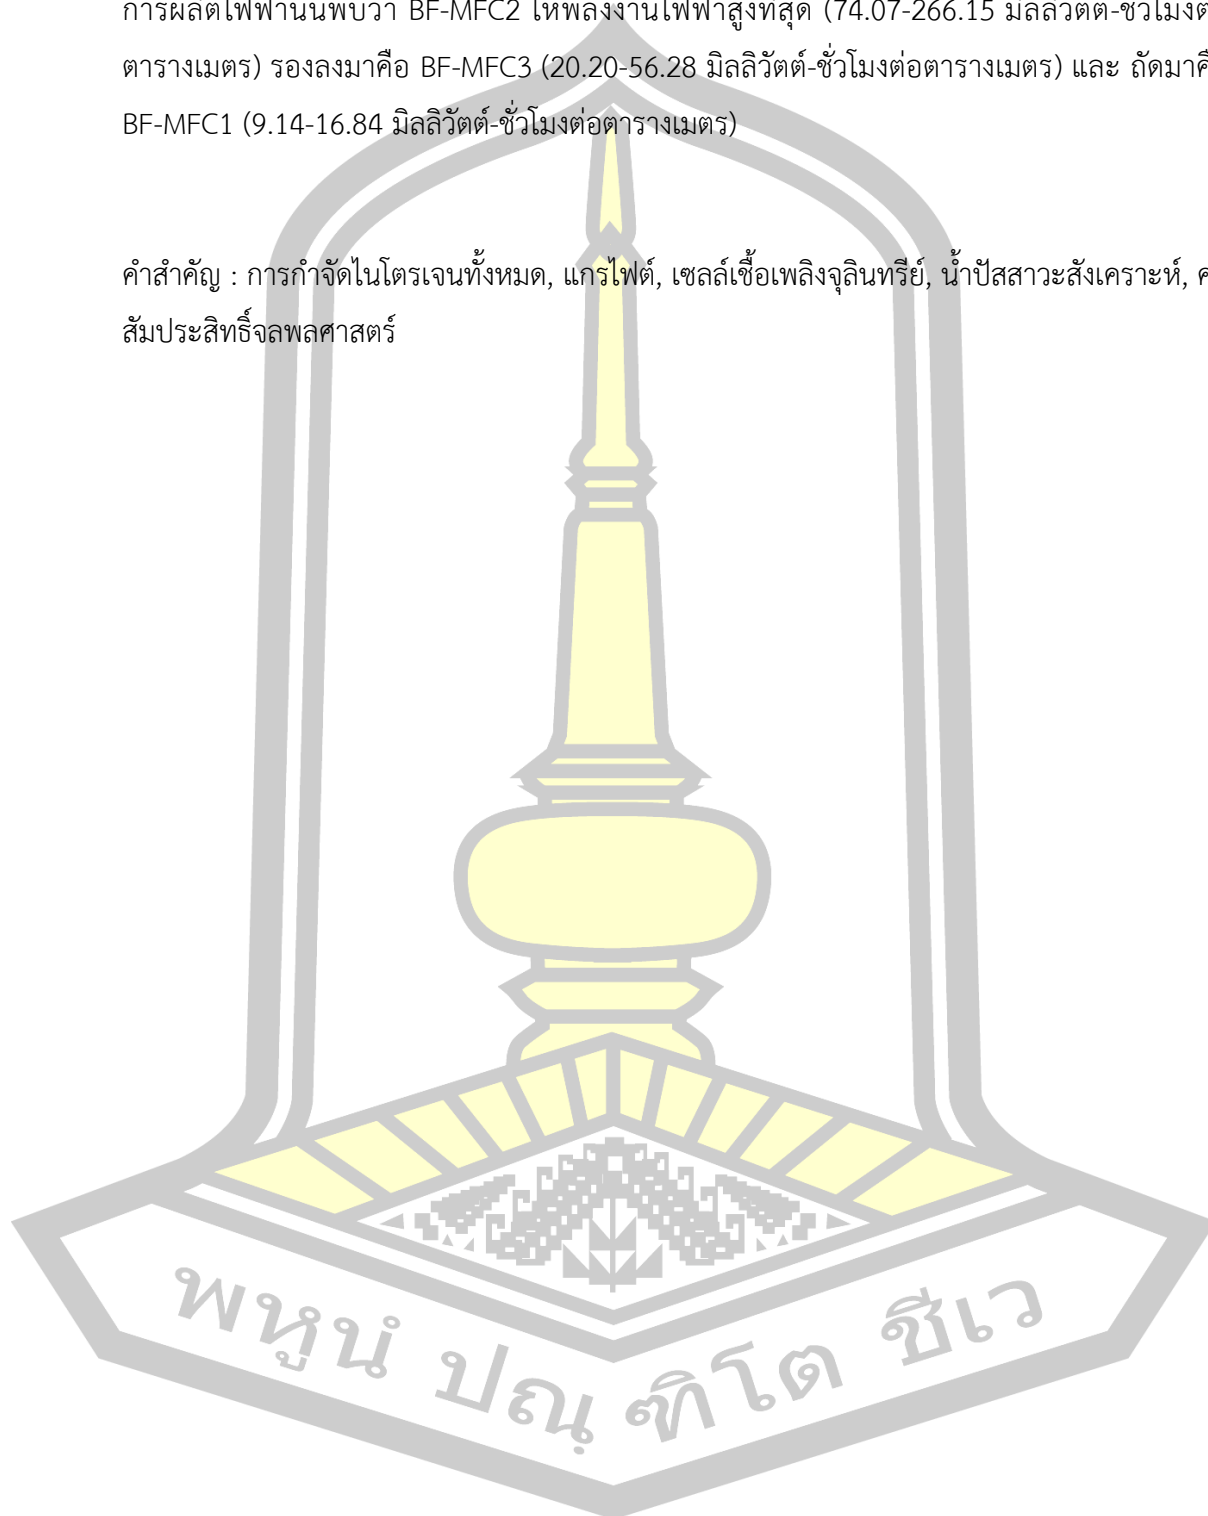 การผลิตไฟฟ้านั้นพบว่า BF-MFC2 ให้พลังงานไฟฟ้าสูงที่สุด (74.07-266.15 มิลลิวัตต์-ชั่วโมงต่
ตารางเมตร) รองลงมาคือ BF-MFC3 (20.20-56.28 มิลลิวัตต์-ชั่วโมงต่อตารางเมตร) และ ถัดมาคื
BF-MFC1 (9.14-16.84 มิลลิวัตต์-ชั่วโมงต่อตารางเมตร)
คำสำคัญ : การกำจัดไนโตรเจนทั้งหมด, แกรไฟต์, เซลล์เชื้อเพลิงจุลินทรีย์, น้ำปัสสาวะสังเคราะห์, ค
สัมประสิทธิ์จลพลศาสตร์
พหูนํ ปณฺฑิโต ชีเว